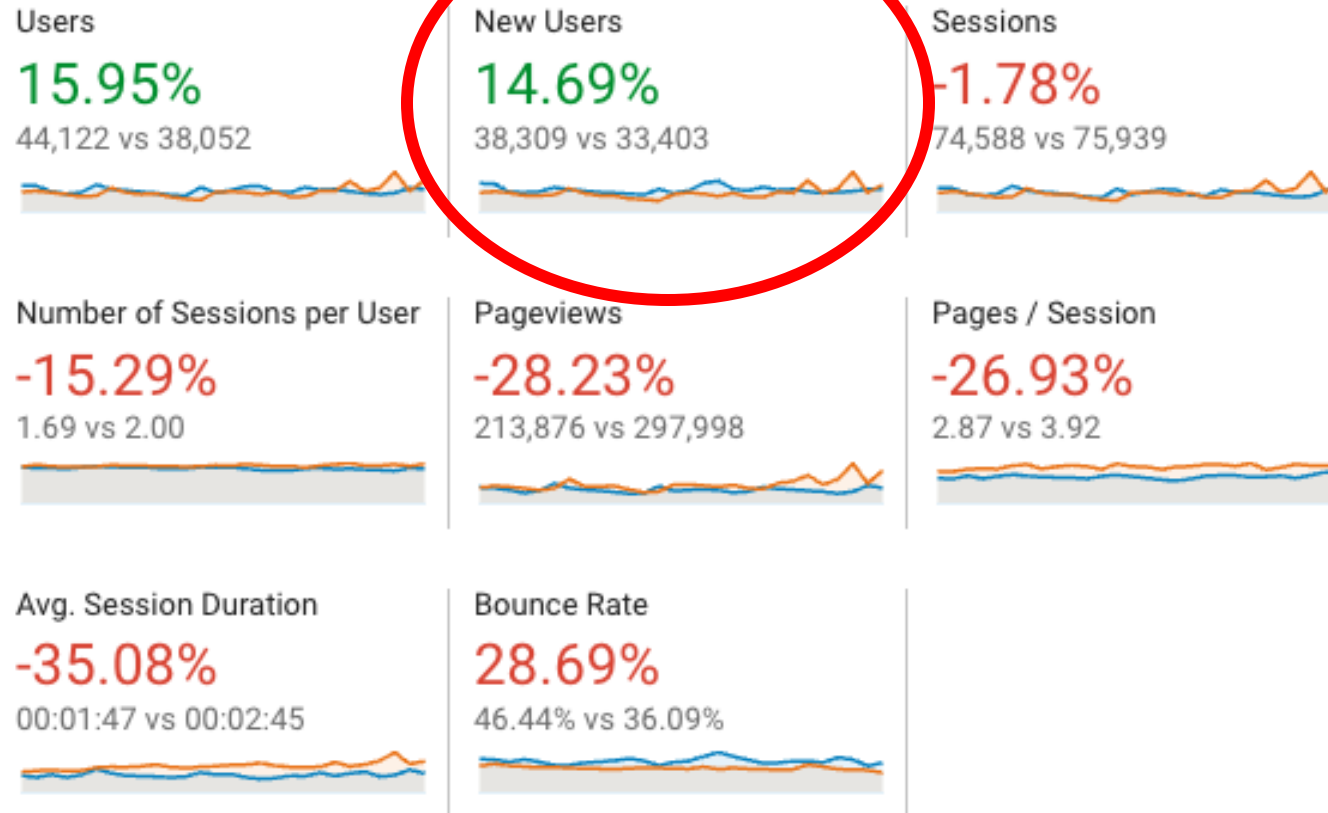 Users
15.95%
44,122 vs 38,052
New Users
14.69%
38,309 vs 33,403
Sessions
-1.78%
74,588 vs 75,939
Number of Sessions per User
-15.29%
1.69 vs 2.00
Pageviews
-28.23%
213,876 vs 297,998
Pages / Session
-26.93%
2.87 vs 3.92
Avg. Session Duration
-35.08%
00:01:47 vs 00:02:45
Bounce Rate
28.69%
46.44% vs 36.09%